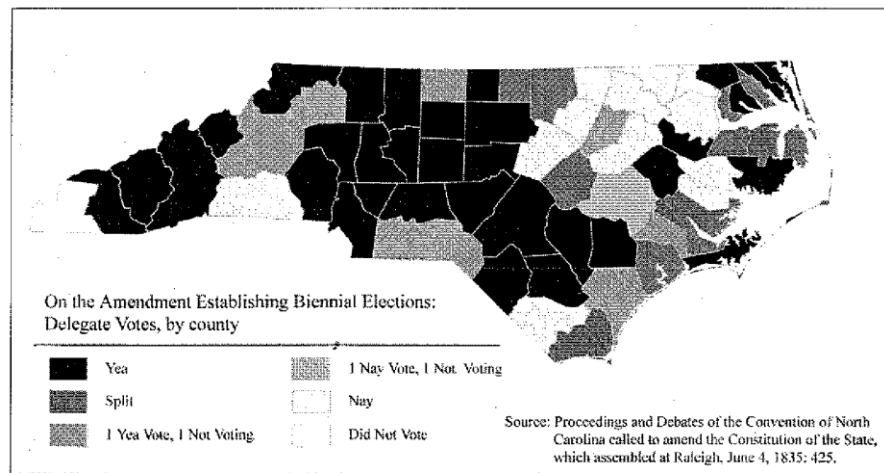 On the Amendment Establishing Biennial Elections:
Delegate Votes, by county
Yea
Split
1 Yea Vote, 1 Not Voting
1 Nay Vote, 1 Not Voting
Nay
Did Not Vote
Source: Proceedings and Debates of the Convention of North
Carolina called to amend the Constitution of the State,
which assembled at Raleigh, June 4, 1835: 425.